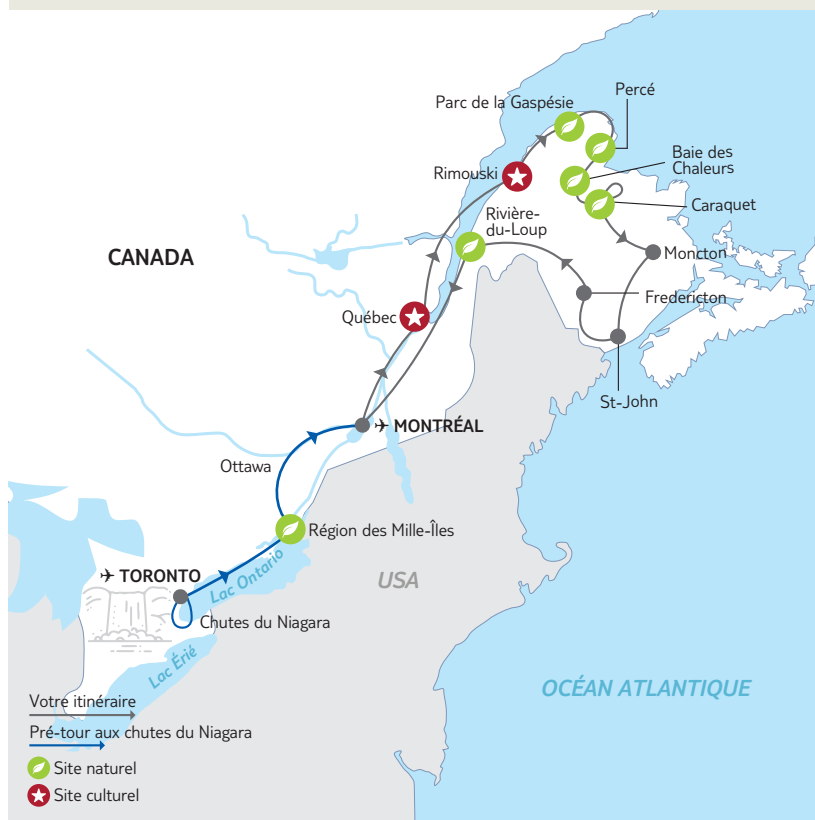 Percé
Parc de la Gaspésie
Baie des
Chaleurs
Rimouski
Caraquet
Rivière-
du-Loup
CANADA
Moncton
Fredericton
Québec
St-John
MONTRÉAL
Ottawa
Région des Mille-Îles
TORONTO
Lac Ontario
USA
Chutes du Niagara
Lac Érié
OCÉAN ATLANTIQUE
Votre itinéraire
Pré-tour aux chutes du Niagara
Site naturel
Site culturel